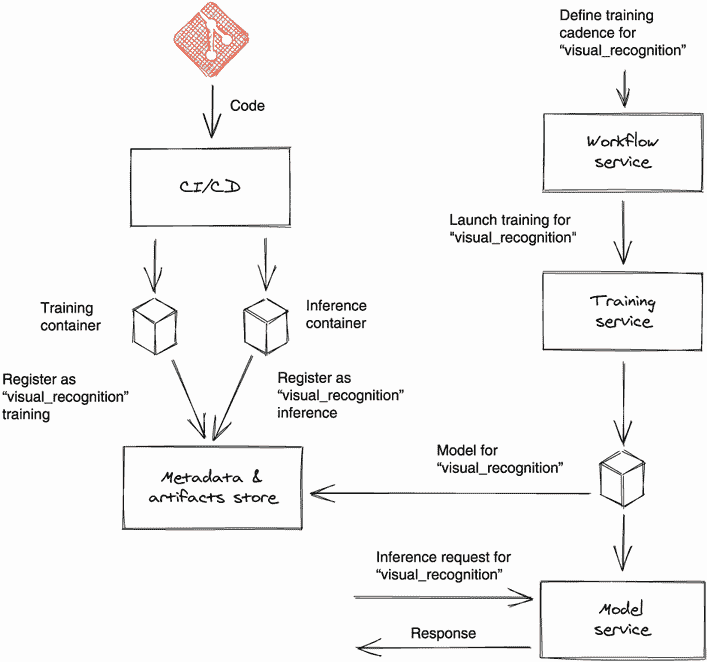 Code
CI/CD
Training
container
Inference
container
Register as
“visual_recognition”
training
Register as
“visual_recognition”
inference
Metadata &
artifacts store
Define training
cadence for
“visual_recognition”
Workflow
service
Launch training for
“visual_recognition”
Training
service
Model for
“visual_recognition”
Inference request for
“visual_recognition”
Response
Model
service